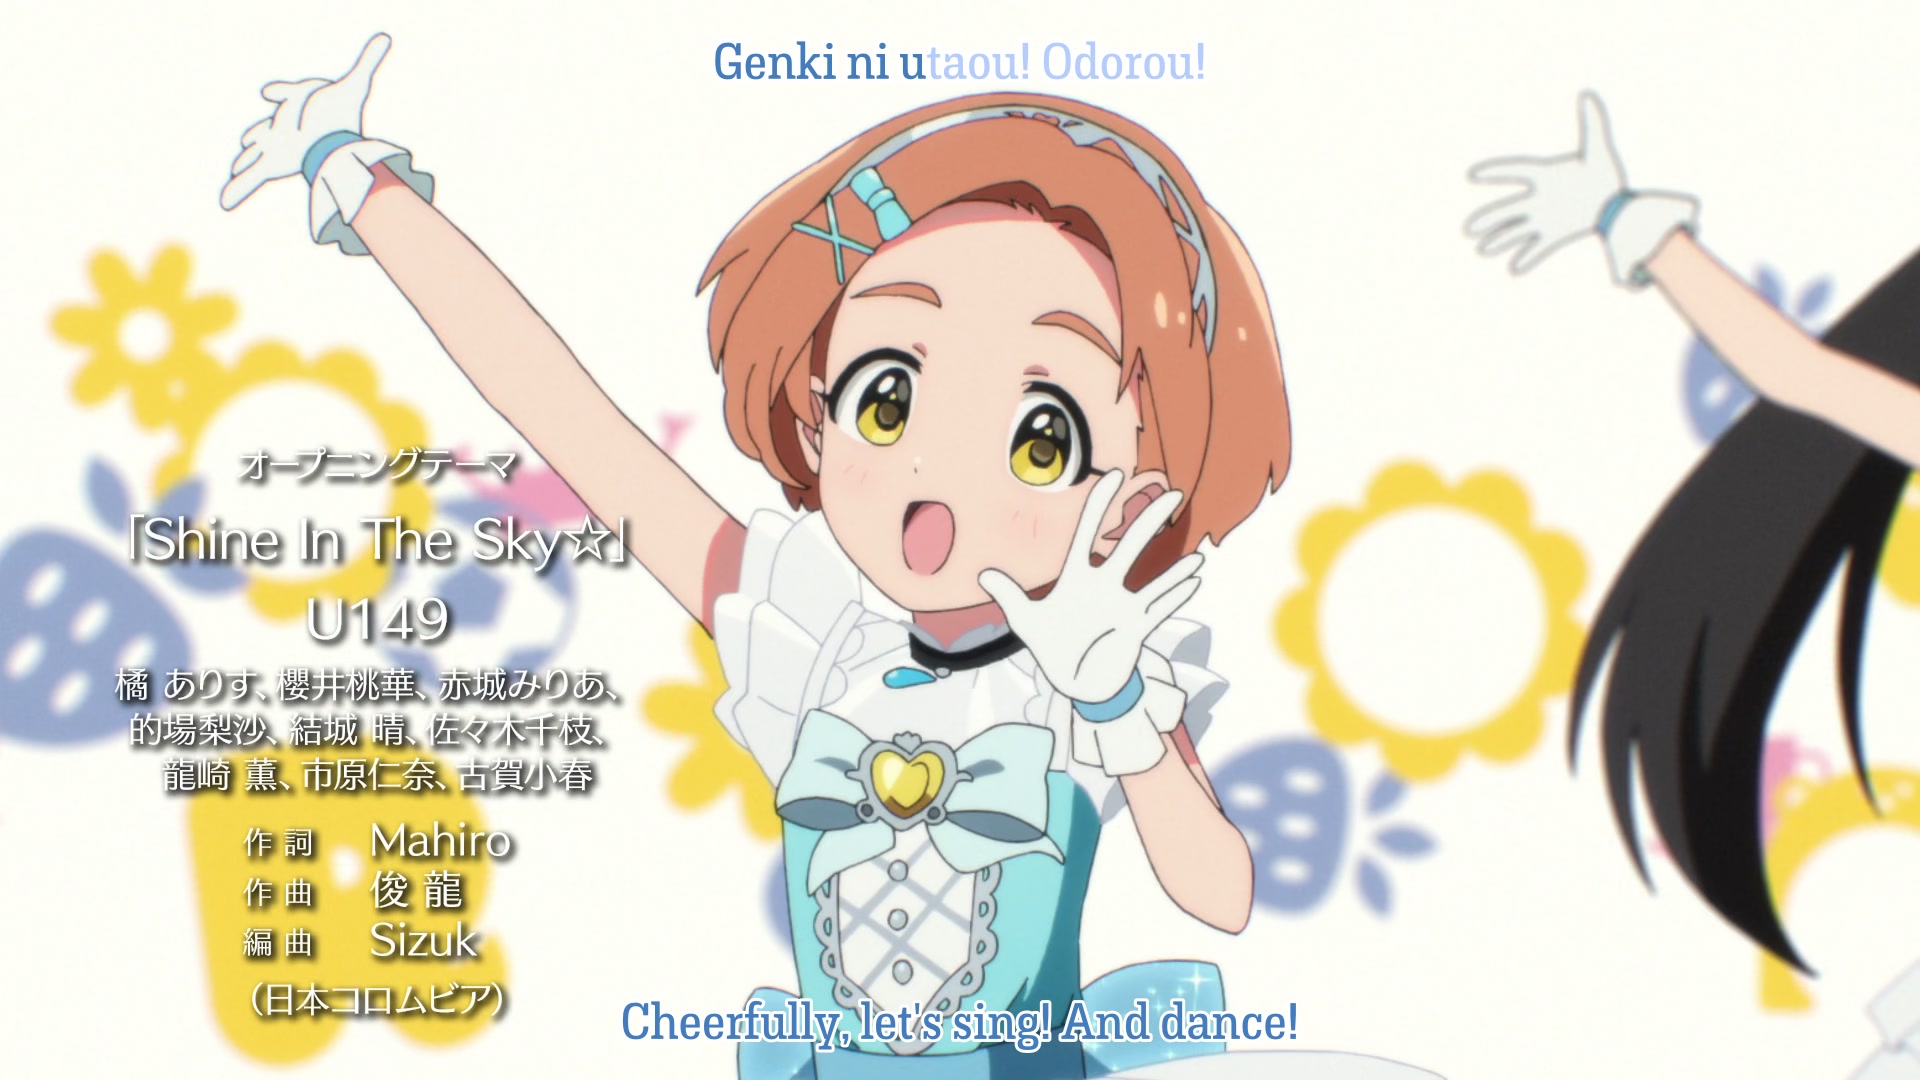 Genki ni utaou! Odorou!
オープニングテーマ
「Shine In The Sky☆」
U149
橘 ありす、櫻井桃華、赤城みりあ、
的場梨沙、結城 晴、佐々木千枝、
龍崎 薫、市原仁奈、古賀小春
作詞 Mahiro
作曲 俊龍
編曲 Sizuk
(日本コロムビア)
Cheerfully, let's sing! And dance!